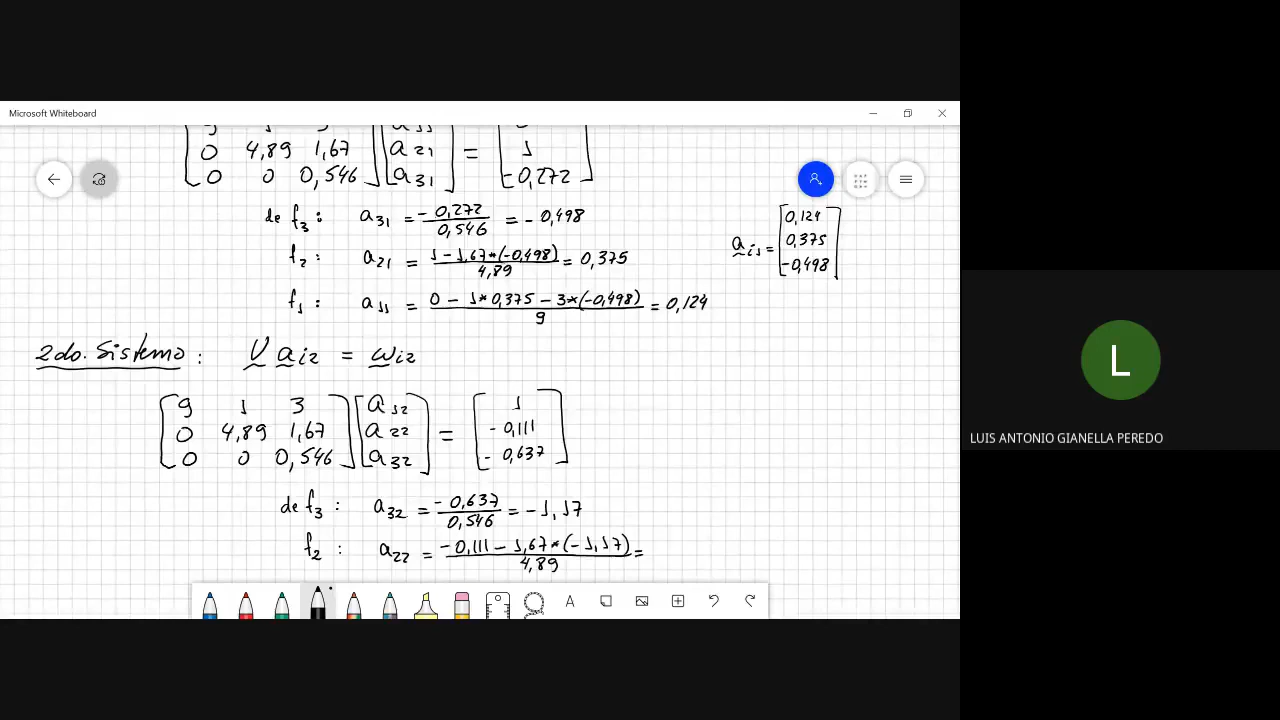 Microsoft Whiteboard
9 1 3 a11 0
0 4,89 1,67 a21 = 1
0 0 0,546 a31 -0,272
de f3: a31 = -0,272 / 0,546 = -0,498
f2: a21 = 1 - 1,67*(-0,498) / 4,89 = 0,375
f1: a11 = 0 - 1*0,375 - 3*(-0,498) / 9 = 0,124
ai1 = [0,124
0,375
-0,498]
2do. Sistema: U ai2 = wi2
9 1 3 a12 1
0 4,89 1,67 a22 = -0,111
0 0 0,546 a32 -0,637
de f3: a32 = -0,637 / 0,546 = -1,17
f2: a22 = -0,111 - 1,67*(-1,17) / 4,89 =
L
LUIS ANTONIO GIANELLA PEREDO